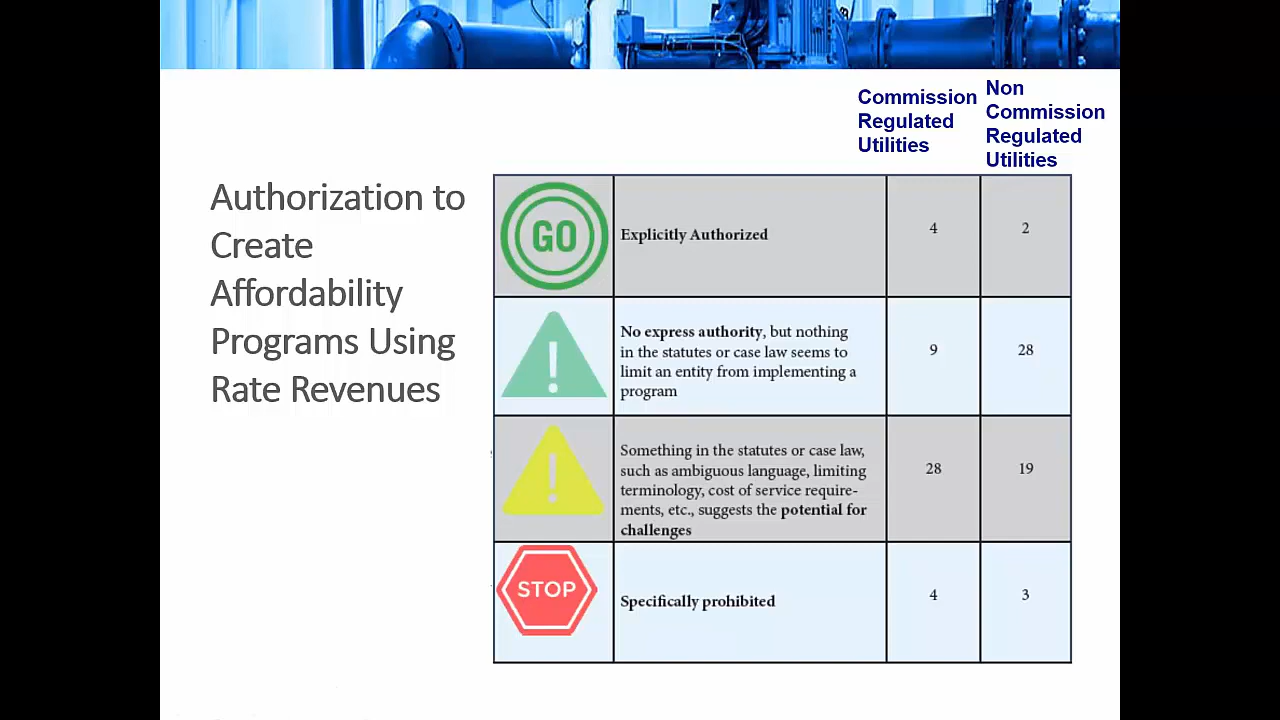 Commission
Regulated
Utilities
Non
Commission
Regulated
Utilities
Authorization to
Create
Affordability
Programs Using
Rate Revenues
GO
Explicitly Authorized
4
2
!
No express authority, but nothing
in the statutes or case law seems to
limit an entity from implementing a
program
9
28
!
Something in the statutes or case law,
such as ambiguous language, limiting
terminology, cost of service require-
ments, etc., suggests the potential for
challenges
28
19
STOP
Specifically prohibited
4
3